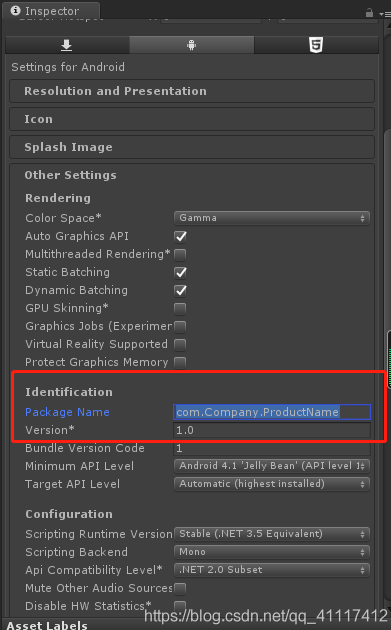 Inspector
Settings for Android
Resolution and Presentation
Icon
Splash Image
Other Settings
Rendering
Color Space* Gamma
Auto Graphics API
Multithreaded Rendering*
Static Batching
Dynamic Batching
GPU Skinning*
Graphics Jobs (Experimen
Virtual Reality Supported
Protect Graphics Memory
Identification
Package Name com.Company.ProductName
Version* 1.0
Bundle Version Code 1
Minimum API Level Android 4.1 'Jelly Bean' (API level 1
Target API Level Automatic (highest installed)
Configuration
Scripting Runtime Version Stable (.NET 3.5 Equivalent)
Scripting Backend Mono
Api Compatibility Level* .NET 2.0 Subset
Mute Other Audio Sources
Disable HW Statistics*
https://blog.csdn.net/qq_41117412
Asset Labels